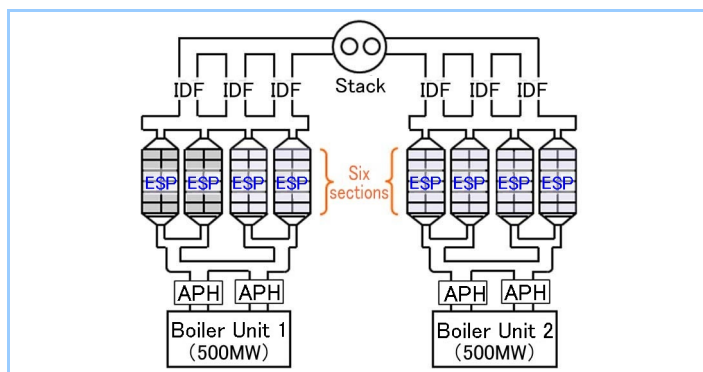 IDF IDF IDF
Stack
IDF IDF IDF
ESP ESP ESP ESP
Six
sections
ESP ESP ESP ESP
APH APH
APH APH
Boiler Unit 1
(500MW)
Boiler Unit 2
(500MW)